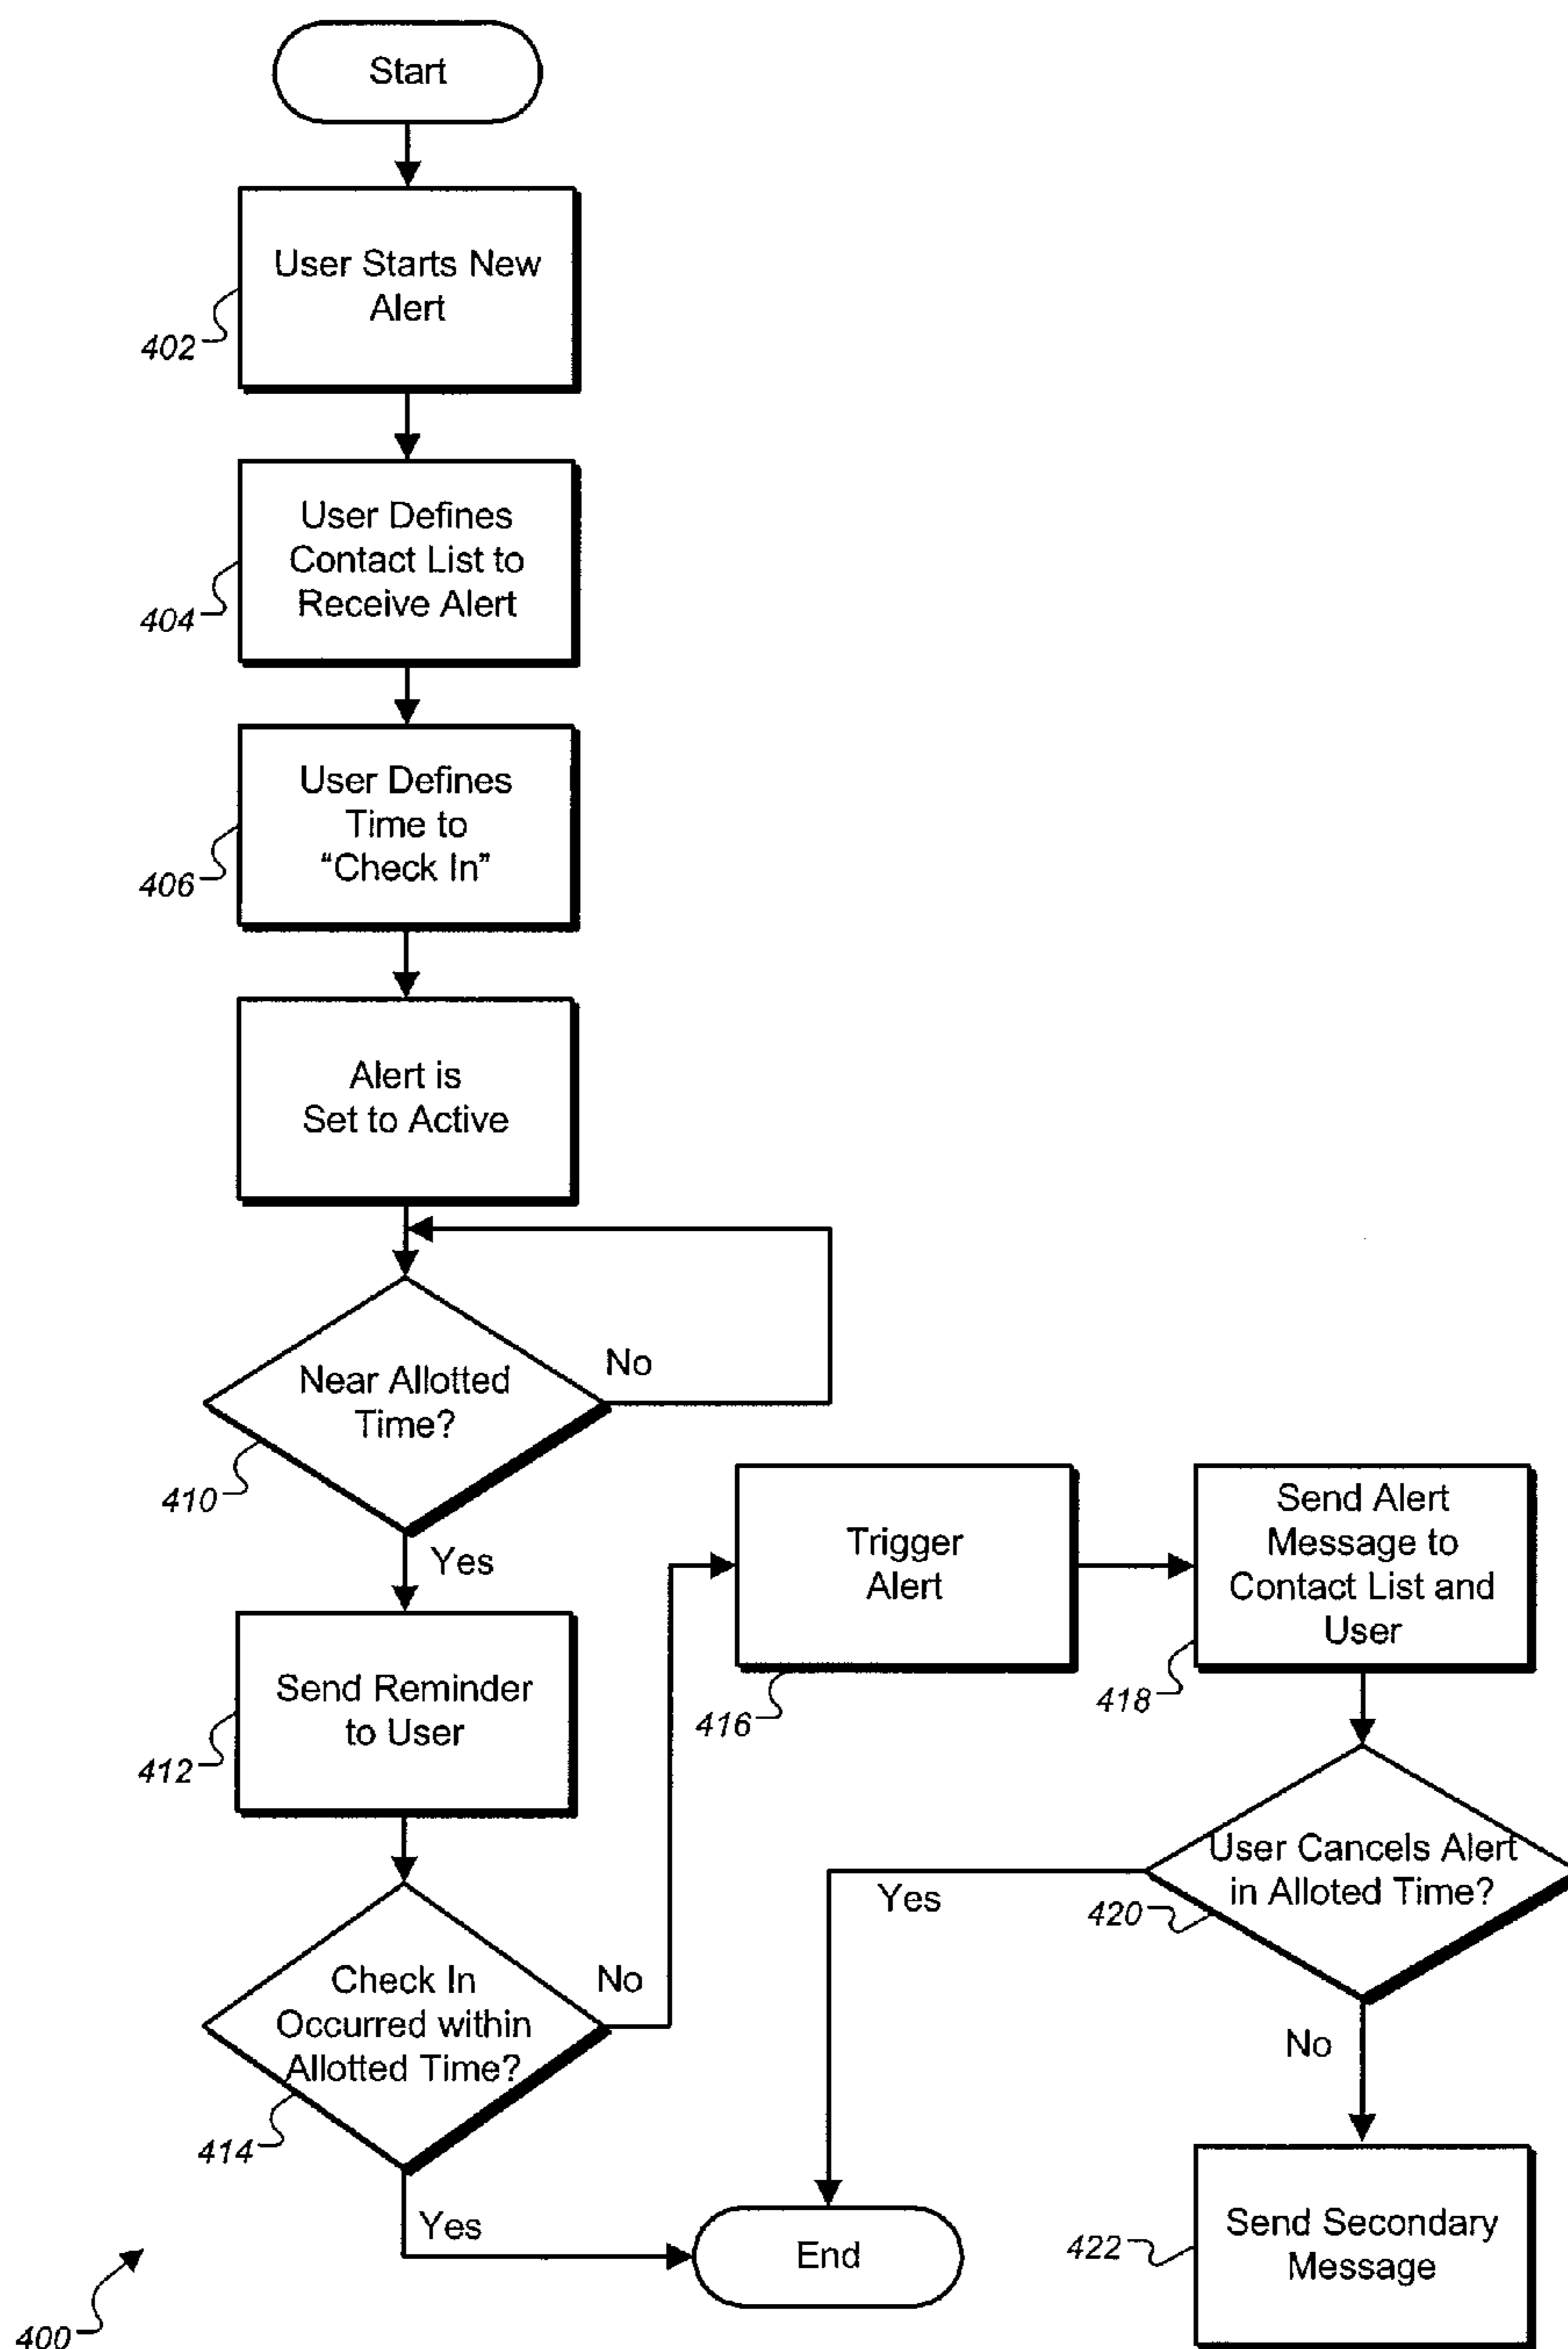 Start
User Starts New
Alert
402
User Defines
Contact List to
Receive Alert
404
User Defines
Time to
“Check In”
406
Alert is
Set to Active
Near Allotted
Time?
No
410
Yes
Send Reminder
to User
412
Check In
Occurred within
Allotted Time?
No
414
Yes
Trigger
Alert
416
Send Alert
Message to
Contact List and
User
418
User Cancels Alert
in Alloted Time?
Yes
420
No
Send Secondary
Message
422
End
400